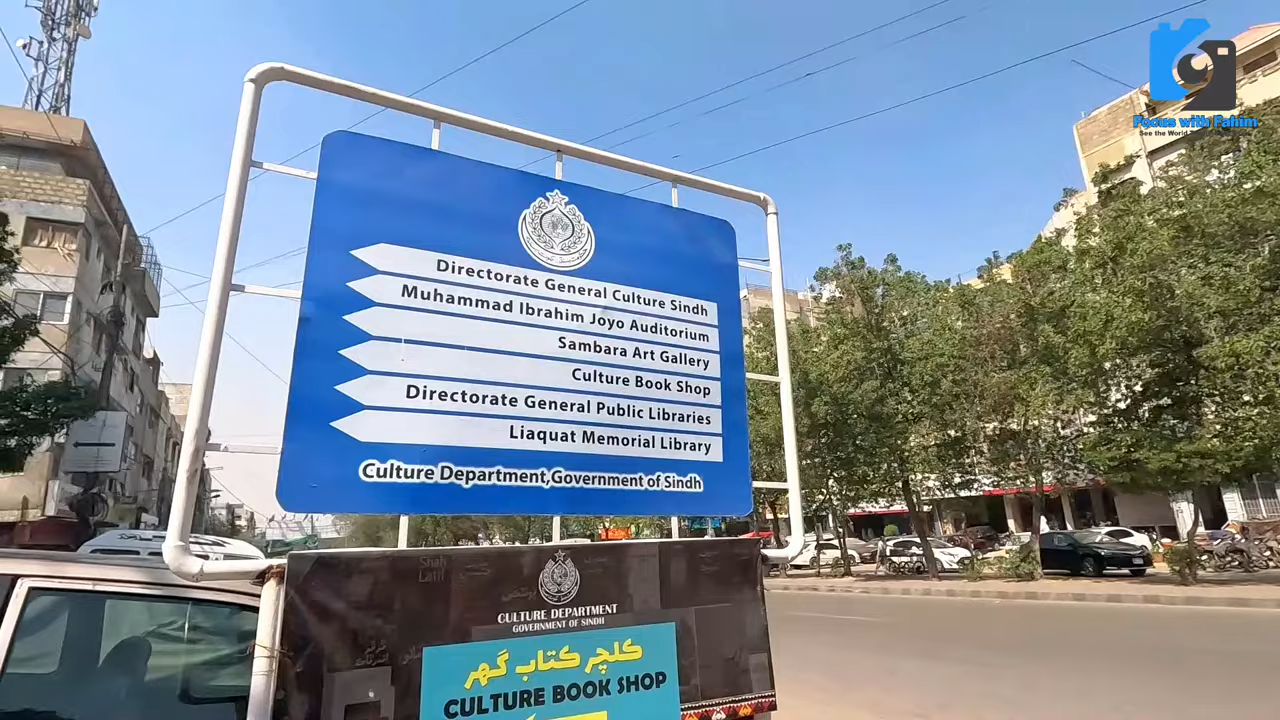 Focus with Fahim
See the World
Directorate General Culture Sindh
Muhammad Ibrahim Joyo Auditorium
Sambara Art Gallery
Culture Book Shop
Directorate General Public Libraries
Liaquat Memorial Library
Culture Department,Government of Sindh
Shah
Latif
CULTURE DEPARTMENT
GOVERNMENT OF SINDH
کلچر کتاب گھر
CULTURE BOOK SHOP